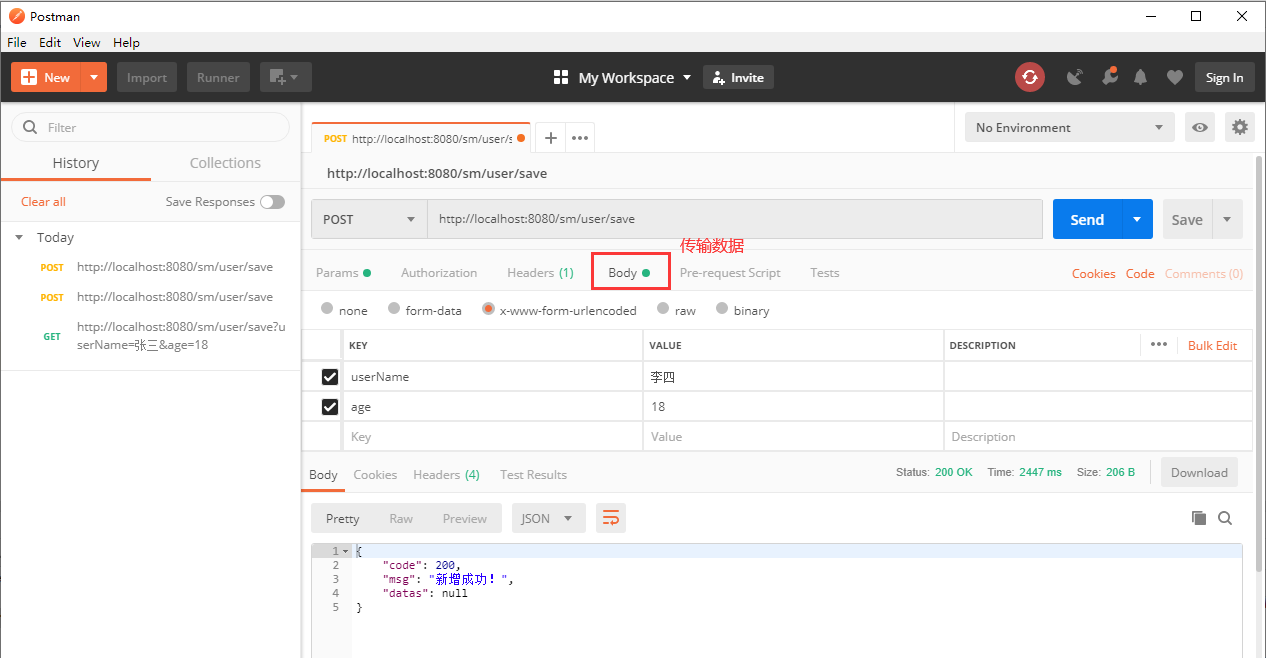 Postman
File Edit View Help
New Import Runner My Workspace Invite Sign In
Filter
History Collections
Clear all Save Responses
Today
POST http://localhost:8080/sm/user/save
POST http://localhost:8080/sm/user/save
GET http://localhost:8080/sm/user/save?u
serName=张三&age=18
POST http://localhost:8080/sm/user/s
No Environment
http://localhost:8080/sm/user/save
POST http://localhost:8080/sm/user/save Send Save
传输数据
Params Authorization Headers (1) Body Pre-request Script Tests Cookies Code Comments (0)
none form-data x-www-form-urlencoded raw binary
KEY VALUE DESCRIPTION Bulk Edit
userName 李四
age 18
Key Value Description
Body Cookies Headers (4) Test Results Status: 200 OK Time: 2447 ms Size: 206 B Download
Pretty Raw Preview JSON
1 {
2 "code": 200,
3 "msg": "新增成功！",
4 "datas": null
5 }